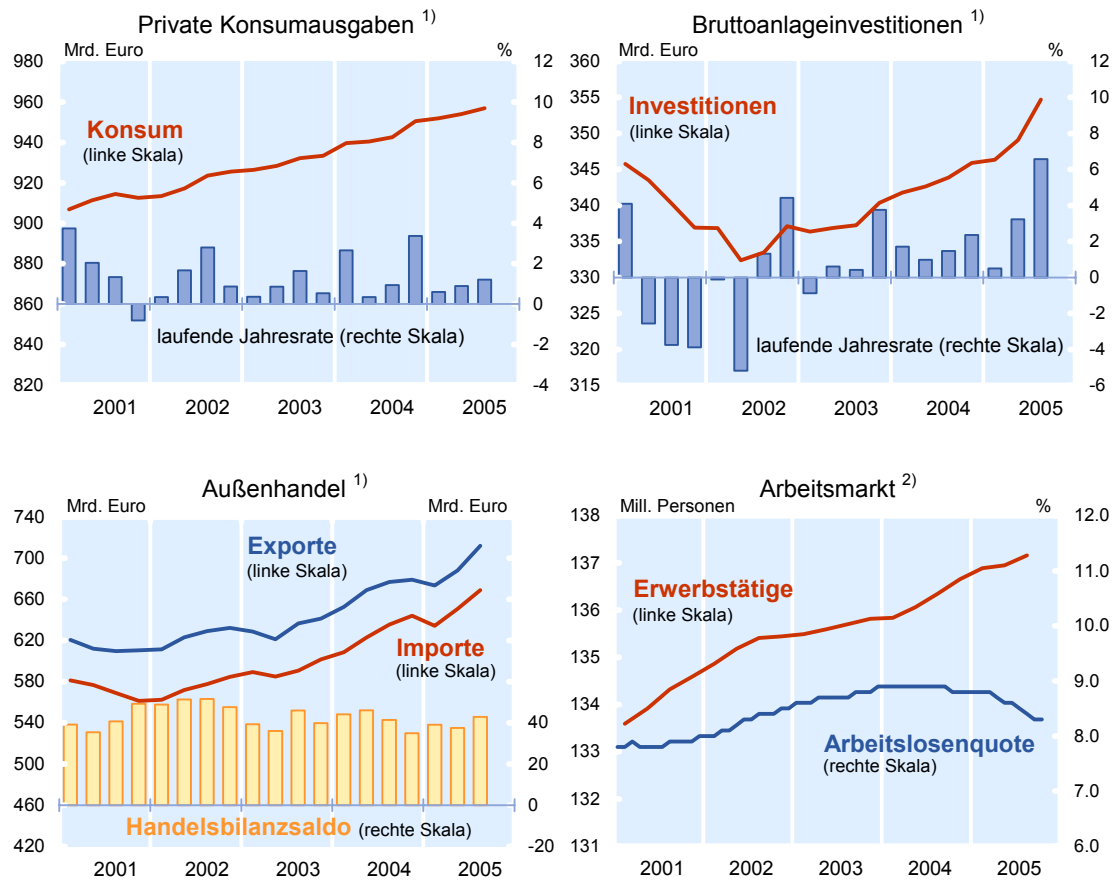 Private Konsumausgaben 1)
Mrd. Euro %
980 12
960 10
940 8
920 6
900 4
880 2
860 0
840 -2
820 -4
Konsum
(linke Skala)
laufende Jahresrate (rechte Skala)
2001 2002 2003 2004 2005
Bruttoanlageinvestitionen 1)
Mrd. Euro %
360 12
355 10
350 8
345 6
340 4
335 2
330 0
325 -2
320 -4
315 -6
Investitionen
(linke Skala)
laufende Jahresrate (rechte Skala)
2001 2002 2003 2004 2005
Außenhandel 1)
Mrd. Euro Mrd. Euro
740
700
660
620
580
540 40
500 20
460 0
420 -20
Exporte
(linke Skala)
Importe
(linke Skala)
Handelsbilanzsaldo (rechte Skala)
2001 2002 2003 2004 2005
Arbeitsmarkt 2)
Mill. Personen %
138 12.0
137 11.0
136 10.0
135 9.0
134 8.0
133 7.0
132 6.0
131
Erwerbstätige
(linke Skala)
Arbeitslosenquote
(rechte Skala)
2001 2002 2003 2004 2005